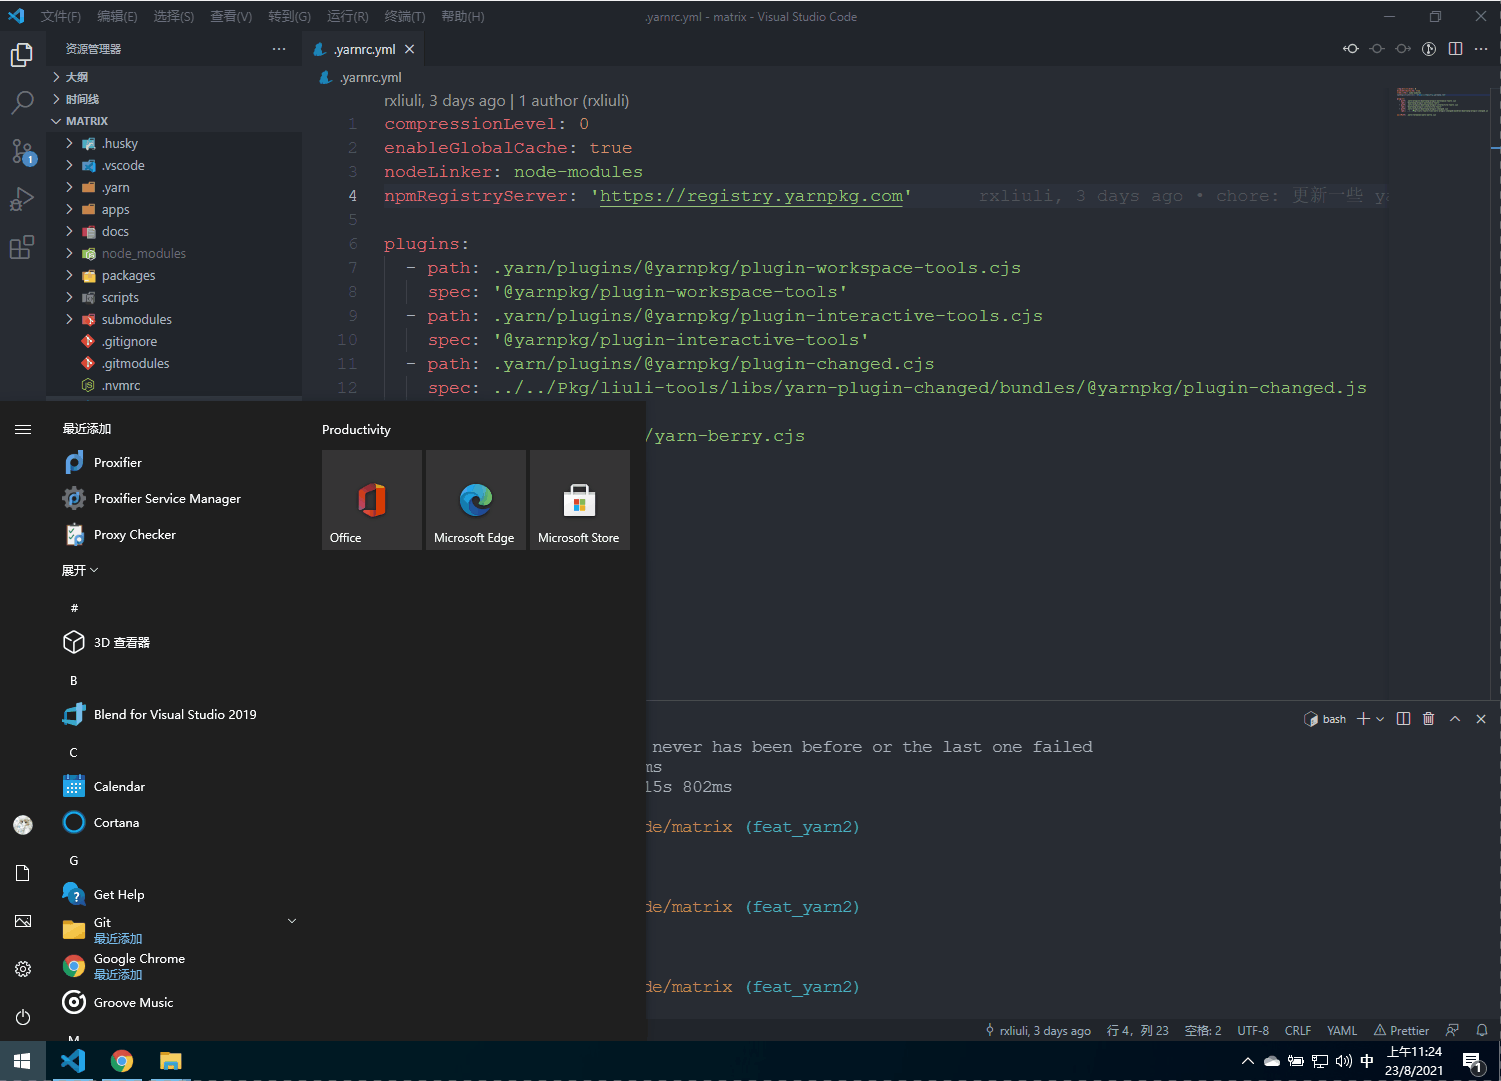 文件(F) 编辑(E) 选择(S) 查看(V) 转到(G) 运行(R) 终端(T) 帮助(H)
.yarnrc.yml - matrix - Visual Studio Code
资源管理器
.yarnrc.yml
大纲
时间线
MATRIX
.husky
.vscode
.yarn
apps
docs
node_modules
packages
scripts
submodules
.gitignore
.gitmodules
.nvmrc
1
.yarnrc.yml
rxliuli, 3 days ago | 1 author (rxliuli)
1 compressionLevel: 0
2 enableGlobalCache: true
3 nodeLinker: node-modules
4 npmRegistryServer: 'https://registry.yarnpkg.com' rxliuli, 3 days ago • chore: 更新一些 ya
5
6 plugins:
7 - path: .yarn/plugins/@yarnpkg/plugin-workspace-tools.cjs
8 spec: '@yarnpkg/plugin-workspace-tools'
9 - path: .yarn/plugins/@yarnpkg/plugin-interactive-tools.cjs
10 spec: '@yarnpkg/plugin-interactive-tools'
11 - path: .yarn/plugins/@yarnpkg/plugin-changed.cjs
12 spec: ../../Pkg/liuli-tools/libs/yarn-plugin-changed/bundles/@yarnpkg/plugin-changed.js
/yarn-berry.cjs
最近添加
Proxifier
Proxifier Service Manager
Proxy Checker
展开
#
3D 查看器
B
Blend for Visual Studio 2019
C
Calendar
Cortana
G
Get Help
Git
最近添加
Google Chrome
最近添加
Groove Music
M
Productivity
Office
Microsoft Edge
Microsoft Store
bash
never has been before or the last one failed
ms
15s 802ms
de/matrix (feat_yarn2)
de/matrix (feat_yarn2)
de/matrix (feat_yarn2)
rxliuli, 3 days ago 行 4，列 23 空格: 2 UTF-8 CRLF YAML Prettier
中
上午11:24
23/8/2021
1